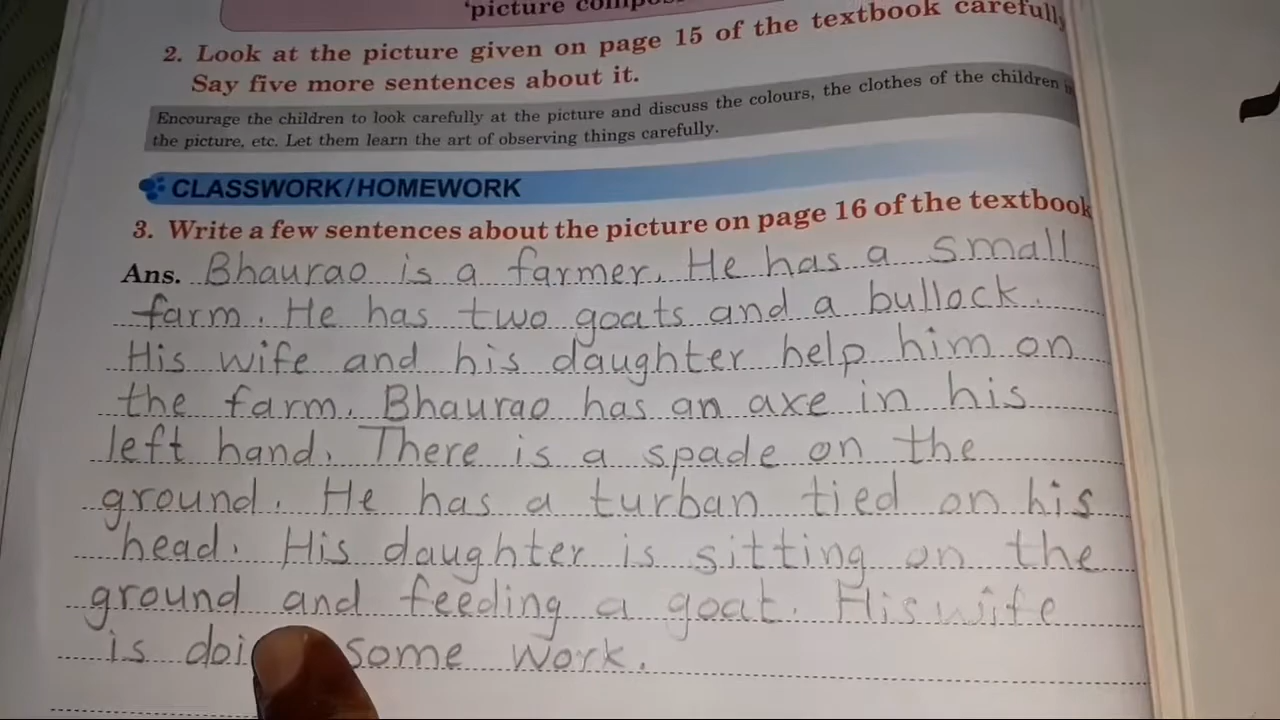 'picture
2. Look at the picture given on page 15 of the textbook
Say five more sentences about it.
Encourage the children to look carefully at the picture and discuss the colours, the clothes of the children
the picture, etc. Let them learn the art of observing things carefully.
CLASSWORK/HOMEWORK
3. Write a few sentences about the picture on page 16 of the textbook
Ans. Bhaurao is a farmer. He has a small
farm. He has two goats and a bullock.
His wife and his daughter help him on
the farm. Bhaurao has an axe in his
left hand. There is a spade on the
ground. He has a turban tied on his
head. His daughter is sitting on the
ground and feeding a goat. His wife
is some work.